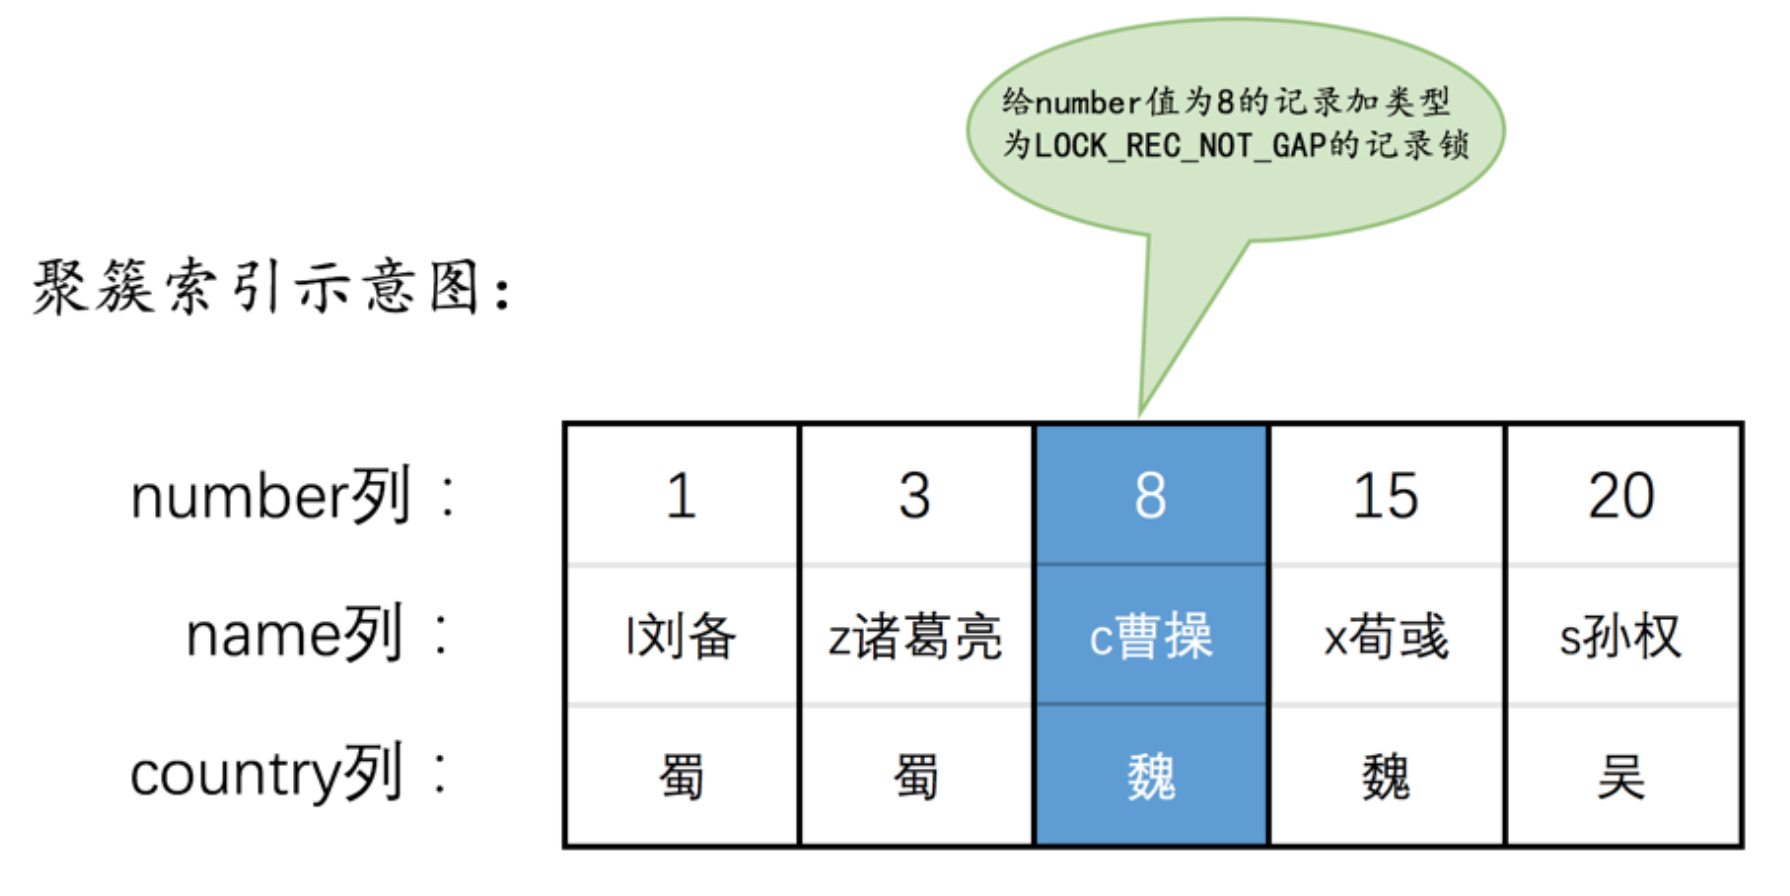 给number值为8的记录加类型
为LOCK_REC_NOT_GAP的记录锁
聚簇索引示意图：
number列： 1 3 8 15 20
name列： l刘备 z诸葛亮 c曹操 x荀彧 s孙权
country列： 蜀 蜀 魏 魏 吴